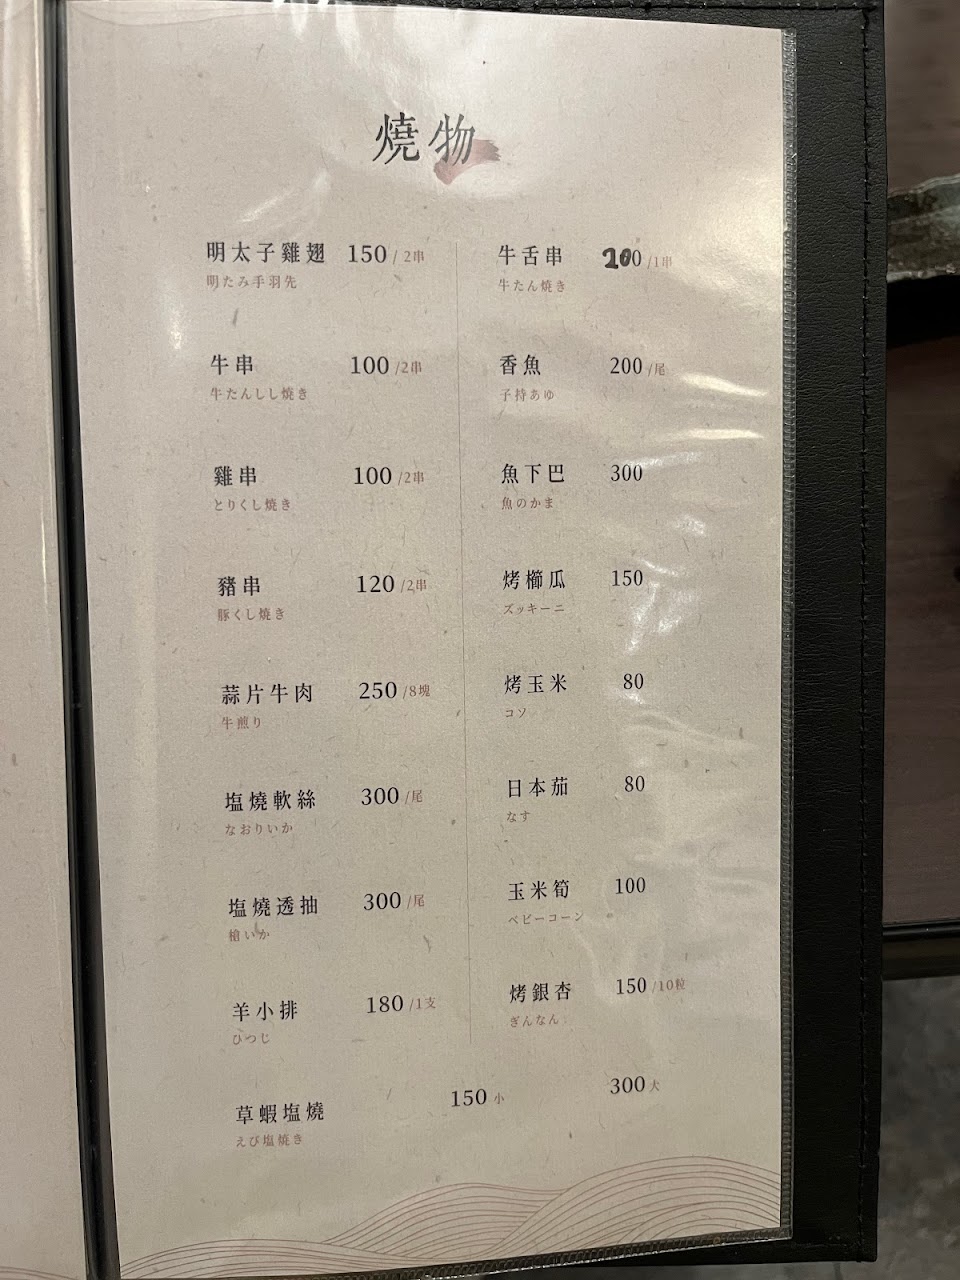 燒物
明太子雞翅 150 / 2串
明たみ手羽先
牛串 100 /2串
牛たんしし焼き
雞串 100 /2串
とりくし焼き
豬串 120 /2串
豚くし焼き
蒜片牛肉 250 /8塊
牛煎り
塩燒軟絲 300 /尾
なおりいか
塩燒透抽 300 /尾
槍いか
羊小排 180 /1支
ひつじ
牛舌串 200 /1串
牛たん焼き
香魚 200 /尾
子持あゆ
魚下巴 300
魚のかま
烤櫛瓜 150
ズッキーニ
烤玉米 80
コソ
日本茄 80
なす
玉米筍 100
ベビーコーン
烤銀杏 150 /10粒
ぎんなん
草蝦塩燒 150 小 300 大
えび塩焼き